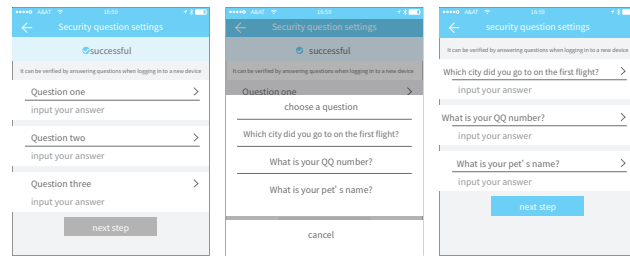 A&AT 16:59
Security question settings
successful
It can be verified by answering questions when logging in to a new device
Question one
input your answer
Question two
input your answer
Question three
input your answer
next step
A&AT 16:59
Security question settings
successful
It can be verified by answering questions when logging in to a new device
Question one
choose a question
Which city did you go to on the first flight?
What is your QQ number?
What is your pet's name?
cancel
A&AT 16:59
security question settings
It can be verified by answering questions when logging in to a new device
Which city did you go to on the first flight?
input your answer
What is your QQ number?
input your answer
What is your pet's name?
input your answer
next step